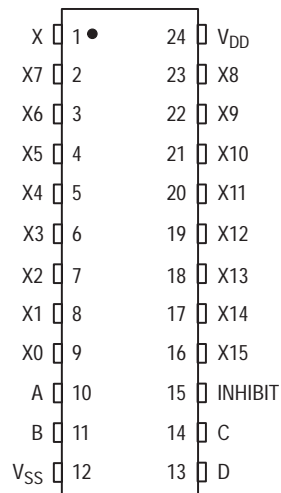 X 1 24 VDD
X7 2 23 X8
X6 3 22 X9
X5 4 21 X10
X4 5 20 X11
X3 6 19 X12
X2 7 18 X13
X1 8 17 X14
X0 9 16 X15
A 10 15 INHIBIT
B 11 14 C
VSS 12 13 D